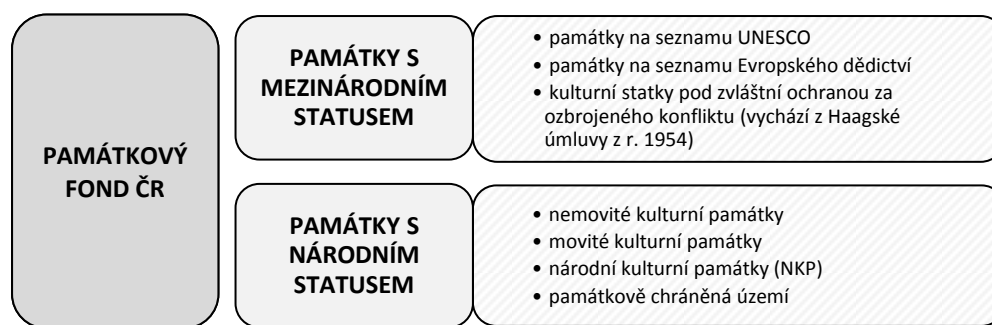 PAMÁTKOVÝ
FOND ČR
PAMÁTKY S
MEZINÁRODNÍM
STATUSEM
• památky na seznamu UNESCO
• památky na seznamu Evropského dědictví
• kulturní statky pod zvláštní ochranou za
ozbrojeného konfliktu (vychází z Haagské
úmluvy z r. 1954)
PAMÁTKY S
NÁRODNÍM
STATUSEM
• nemovité kulturní památky
• movité kulturní památky
• národní kulturní památky (NKP)
• památkově chráněná území